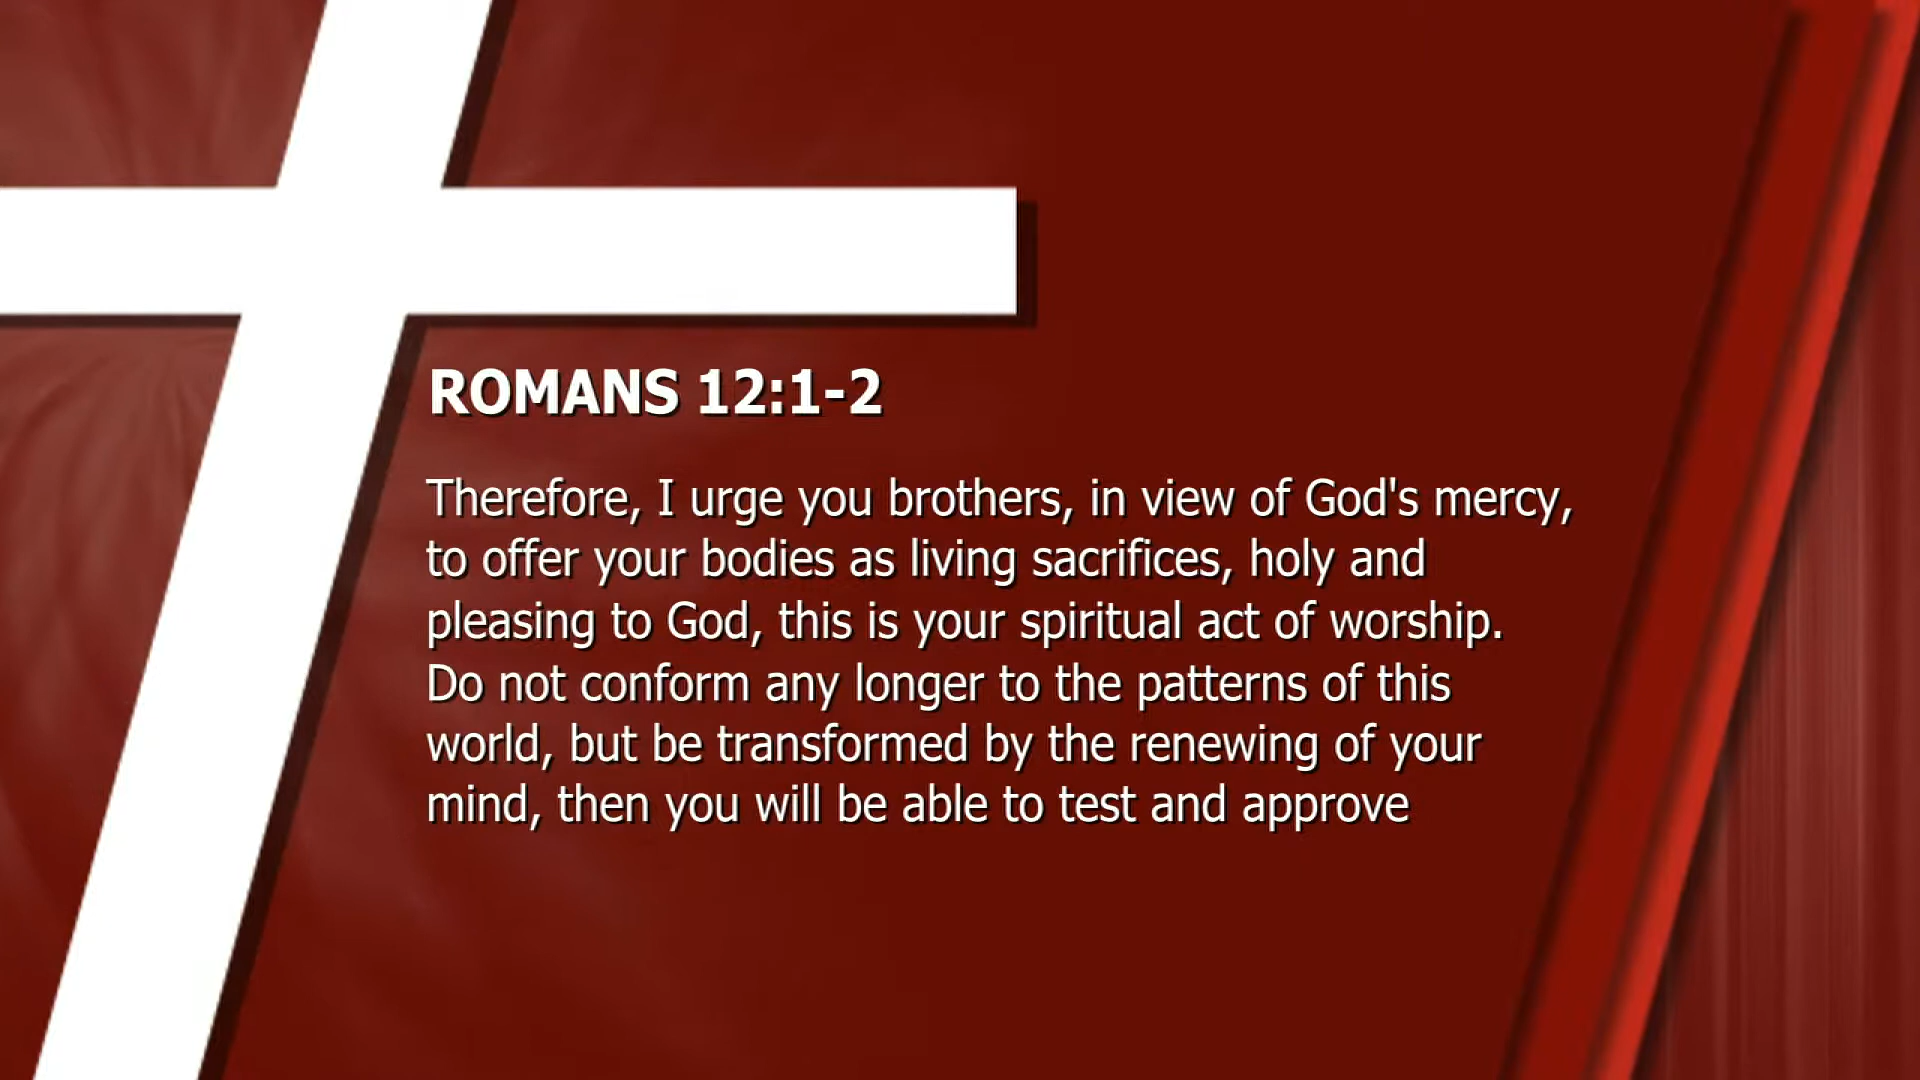 ROMANS 12:1-2
Therefore, I urge you brothers, in view of God's mercy,
to offer your bodies as living sacrifices, holy and
pleasing to God, this is your spiritual act of worship.
Do not conform any longer to the patterns of this
world, but be transformed by the renewing of your
mind, then you will be able to test and approve